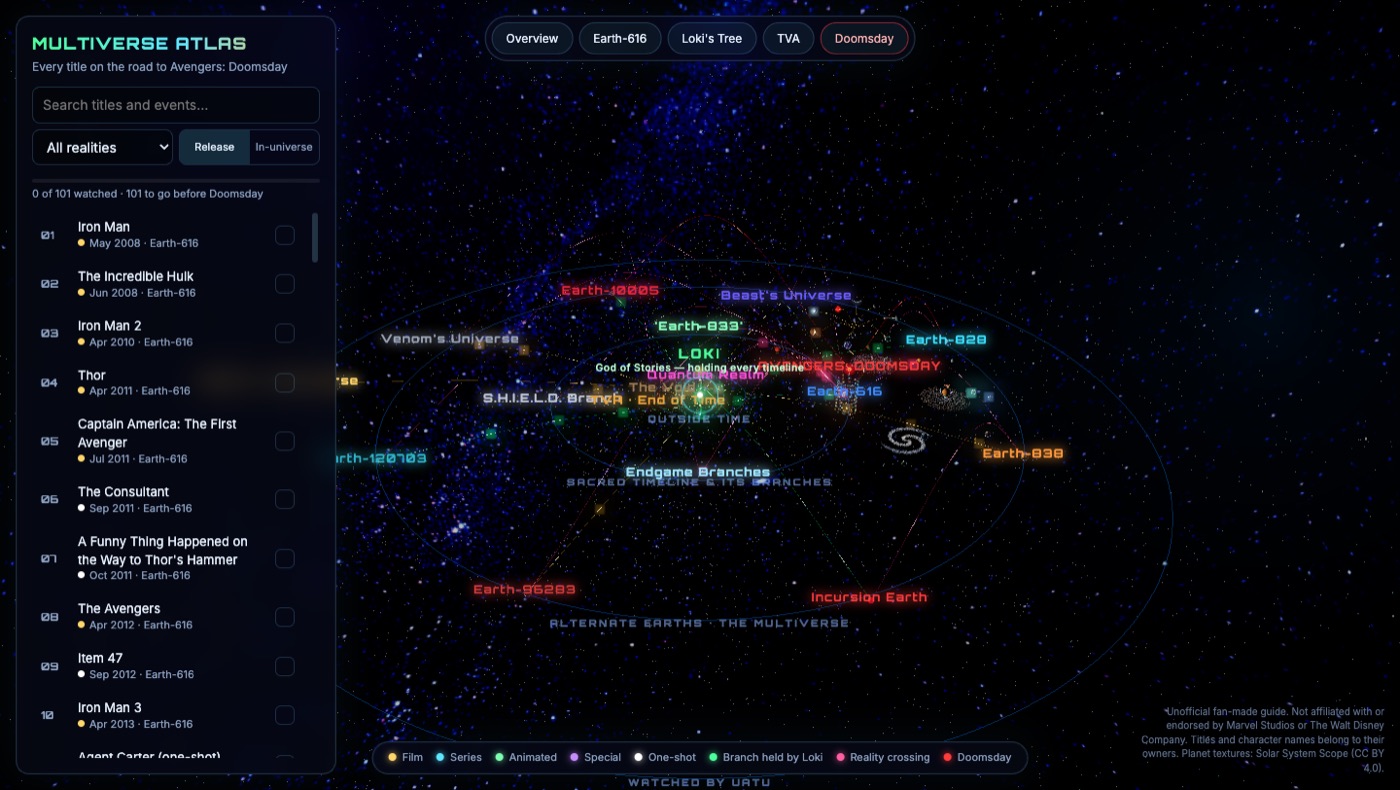 MULTIVERSE ATLAS
Every title on the road to Avengers: Doomsday
Search titles and events...
All realities
Release
In-universe
0 of 101 watched · 101 to go before Doomsday
01
Iron Man
May 2008 · Earth-616
02
The Incredible Hulk
Jun 2008 · Earth-616
03
Iron Man 2
Apr 2010 · Earth-616
04
Thor
Apr 2011 · Earth-616
05
Captain America: The First
Avenger
Jul 2011 · Earth-616
06
The Consultant
Sep 2011 · Earth-616
07
A Funny Thing Happened on
the Way to Thor's Hammer
Oct 2011 · Earth-616
08
The Avengers
Apr 2012 · Earth-616
09
Item 47
Sep 2012 · Earth-616
10
Iron Man 3
Apr 2013 · Earth-616
Agent Carter (one-shot)
Overview
Earth-616
Loki's Tree
TVA
Doomsday
Earth-10005
Beast's Universe
'Earth-833'
Venom's Universe
Earth-828
LOKI
God of Stories — holding every timeline
AVENGERS: DOOMSDAY
Quantum Realm
The Void
Earth-616
S.H.I.E.L.D. Branch
End of Time
OUTSIDE TIME
Earth-838
rth-120703
Endgame Branches
SACRED TIMELINE & ITS BRANCHES
Earth-96283
Incursion Earth
ALTERNATE EARTHS · THE MULTIVERSE
Film
Series
Animated
Special
One-shot
Branch held by Loki
Reality crossing
Doomsday
WATCHED BY UATU
Unofficial fan-made guide. Not affiliated with or
endorsed by Marvel Studios or The Walt Disney
Company. Titles and character names belong to their
owners. Planet textures: Solar System Scope (CC BY
4.0).